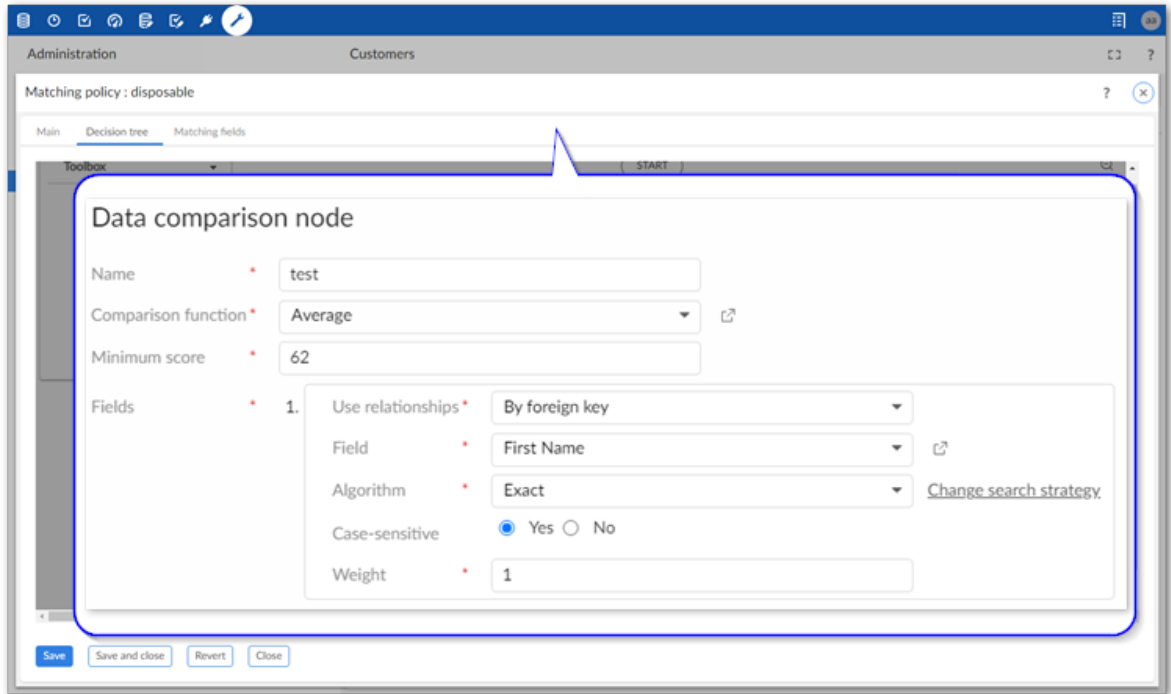 aa
Administration Customers ?
Matching policy : disposable ?
Main Decision tree Matching fields
Toolbox START
Data comparison node
Name * test
Comparison function * Average
Minimum score * 62
Fields * 1. Use relationships * By foreign key
Field * First Name
Algorithm * Exact Change search strategy
Case-sensitive Yes No
Weight * 1
Save Save and close Revert Close